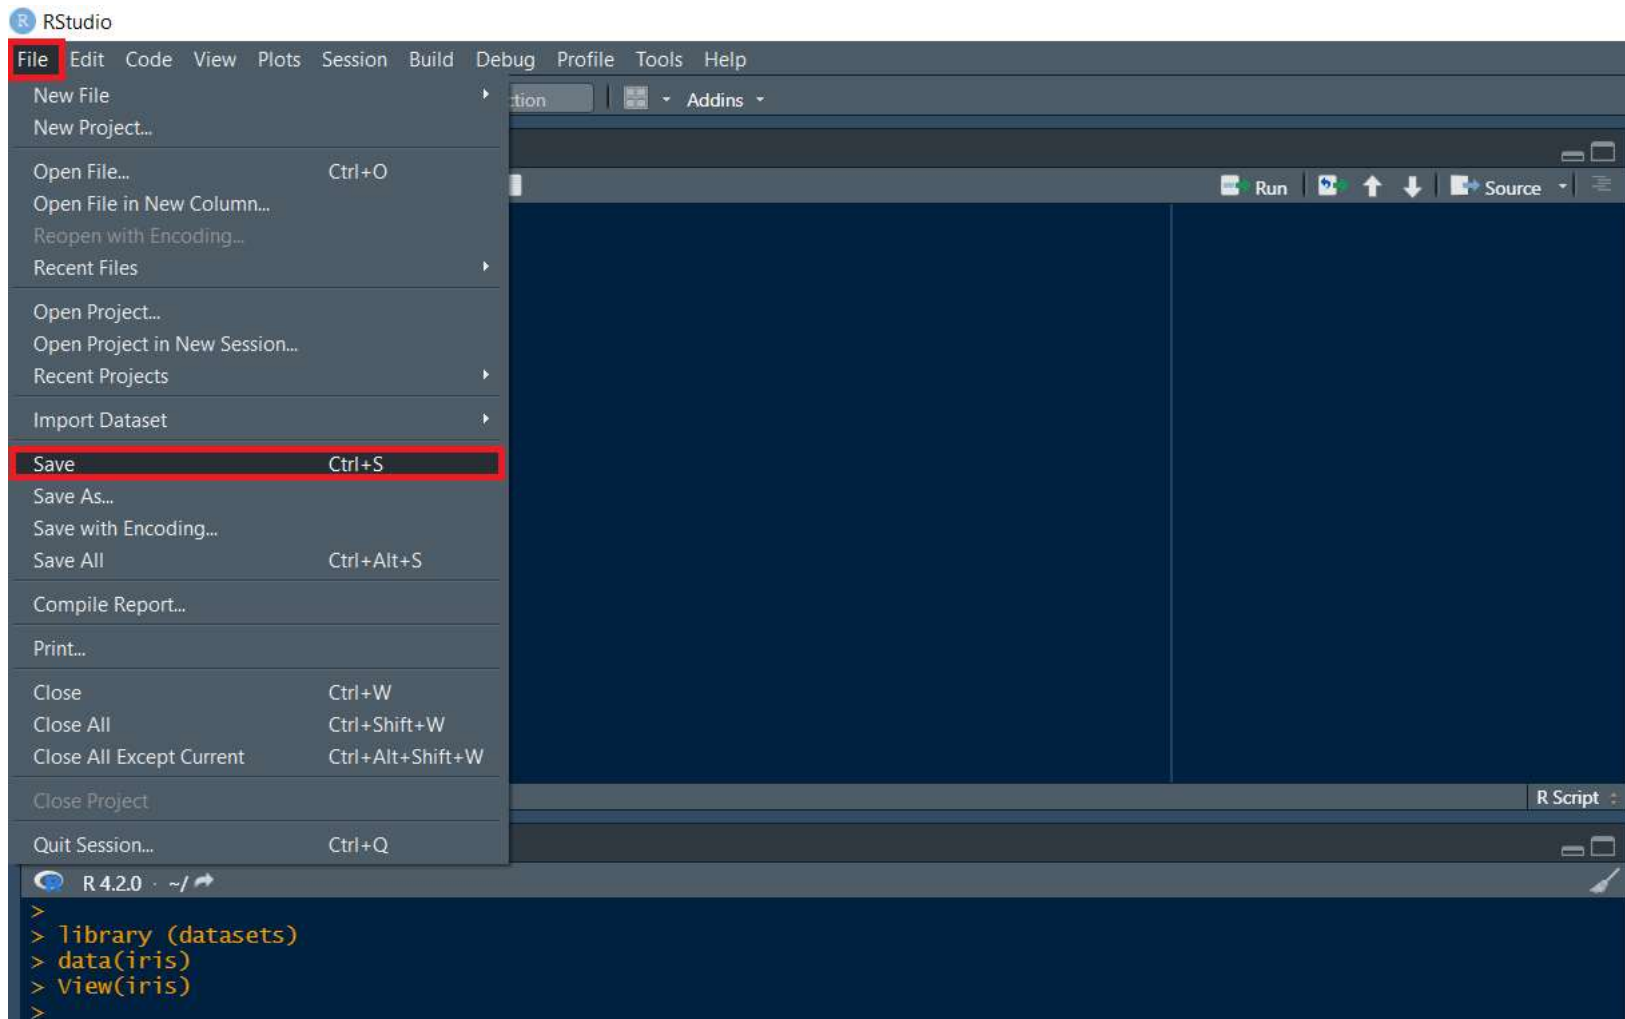 RStudio
File Edit Code View Plots Session Build Debug Profile Tools Help
New File
ction Addins
New Project...
Open File... Ctrl+O
Run Source
Open File in New Column...
Reopen with Encoding...
Recent Files
Open Project...
Open Project in New Session...
Recent Projects
Import Dataset
Save Ctrl+S
Save As...
Save with Encoding...
Save All Ctrl+Alt+S
Compile Report...
Print...
Close Ctrl+W
Close All Ctrl+Shift+W
Close All Except Current Ctrl+Alt+Shift+W
Close Project
R Script
Quit Session... Ctrl+Q
R 4.2.0 · ~/
>
> library (datasets)
> data(iris)
> View(iris)
>